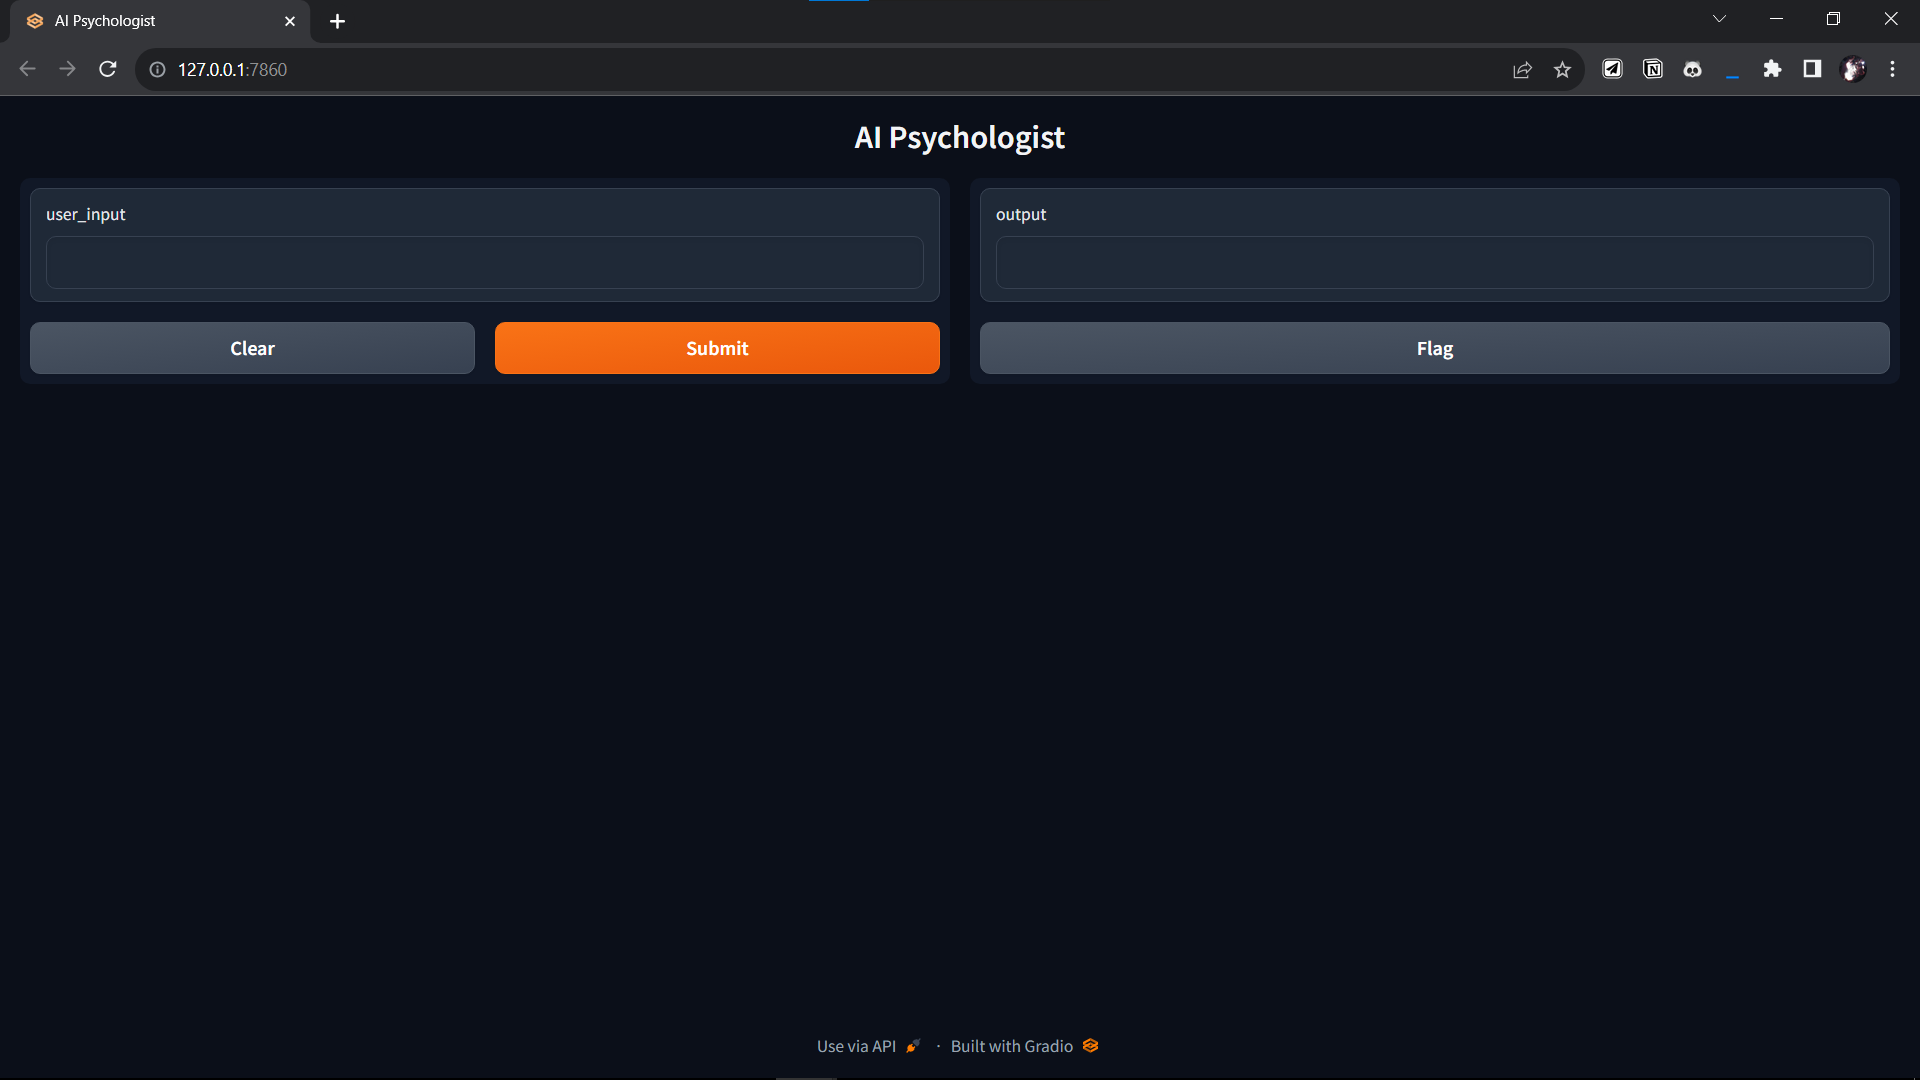 AI Psychologist
127.0.0.1:7860
AI Psychologist
user_input
output
Clear
Submit
Flag
Use via API · Built with Gradio